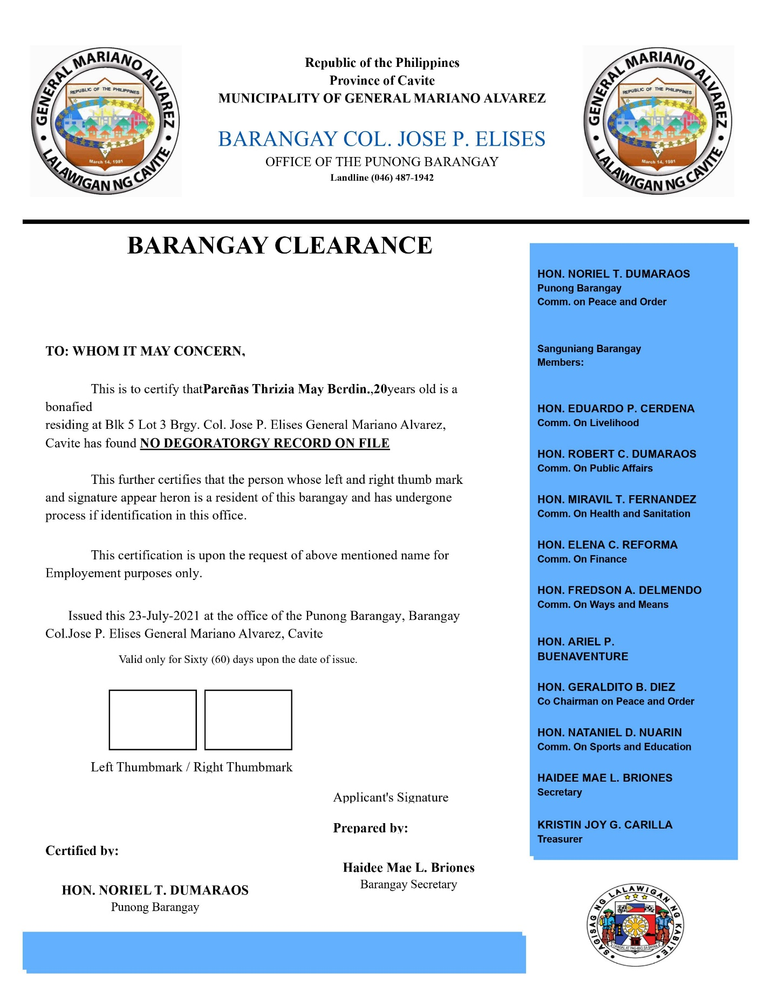 GENERAL MARIANO ALVAREZ
LALAWIGAN NG CAVITE
REPUBLIC OF THE PHILIPPINES
March 14, 1981
Republic of the Philippines
Province of Cavite
MUNICIPALITY OF GENERAL MARIANO ALVAREZ
BARANGAY COL. JOSE P. ELISES
OFFICE OF THE PUNONG BARANGAY
Landline (046) 487-1942
GENERAL MARIANO ALVAREZ
LALAWIGAN NG CAVITE
REPUBLIC OF THE PHILIPPINES
March 14, 1981
BARANGAY CLEARANCE
TO: WHOM IT MAY CONCERN,
This is to certify thatPareñas Thrizia May Berdin.,20years old is a
bonafied
residing at Blk 5 Lot 3 Brgy. Col. Jose P. Elises General Mariano Alvarez,
Cavite has found NO DEGORATORGY RECORD ON FILE
This further certifies that the person whose left and right thumb mark
and signature appear heron is a resident of this barangay and has undergone
process if identification in this office.
This certification is upon the request of above mentioned name for
Employement purposes only.
Issued this 23-July-2021 at the office of the Punong Barangay, Barangay
Col.Jose P. Elises General Mariano Alvarez, Cavite
Valid only for Sixty (60) days upon the date of issue.
Left Thumbmark / Right Thumbmark
Applicant's Signature
Prepared by:
Certified by:
Haidee Mae L. Briones
Barangay Secretary
HON. NORIEL T. DUMARAOS
Punong Barangay
HON. NORIEL T. DUMARAOS
Punong Barangay
Comm. on Peace and Order
Sanguniang Barangay
Members:
HON. EDUARDO P. CERDENA
Comm. On Livelihood
HON. ROBERT C. DUMARAOS
Comm. On Public Affairs
HON. MIRAVIL T. FERNANDEZ
Comm. On Health and Sanitation
HON. ELENA C. REFORMA
Comm. On Finance
HON. FREDSON A. DELMENDO
Comm. On Ways and Means
HON. ARIEL P.
BUENAVENTURE
HON. GERALDITO B. DIEZ
Co Chairman on Peace and Order
HON. NATANIEL D. NUARIN
Comm. On Sports and Education
HAIDEE MAE L. BRIONES
Secretary
KRISTIN JOY G. CARILLA
Treasurer
SAGISAG NG LALAWIGAN NG KABITE
DANGAL AT PAG-IBIG SA BAYAN